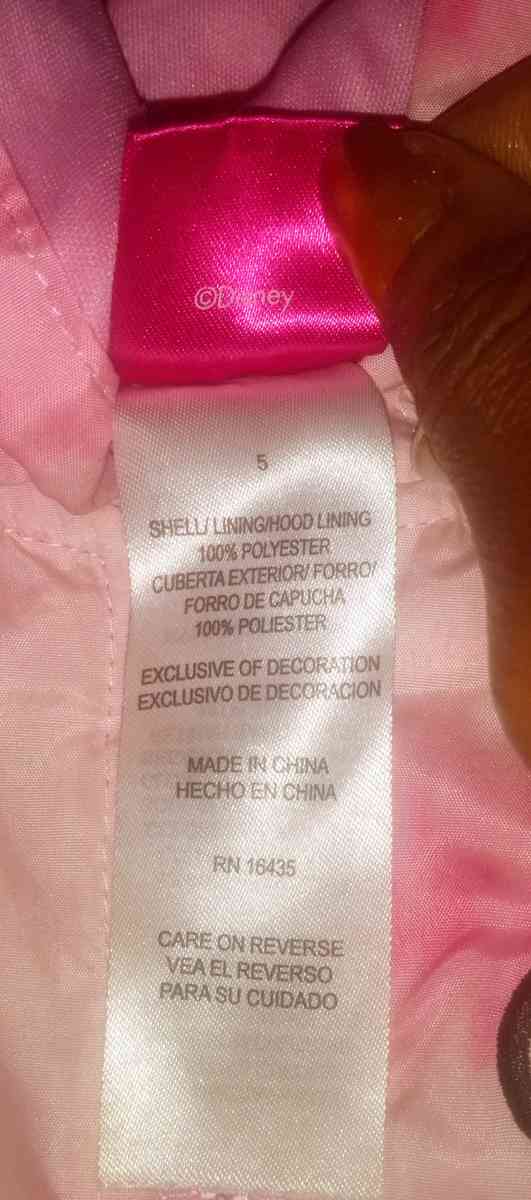 ©Disney
5
SHELL/ LINING/HOOD LINING
100% POLYESTER
CUBERTA EXTERIOR/ FORRO/
FORRO DE CAPUCHA
100% POLIESTER
EXCLUSIVE OF DECORATION
EXCLUSIVO DE DECORACION
MADE IN CHINA
HECHO EN CHINA
RN 16435
CARE ON REVERSE
VEA EL REVERSO
PARA SU CUIDADO